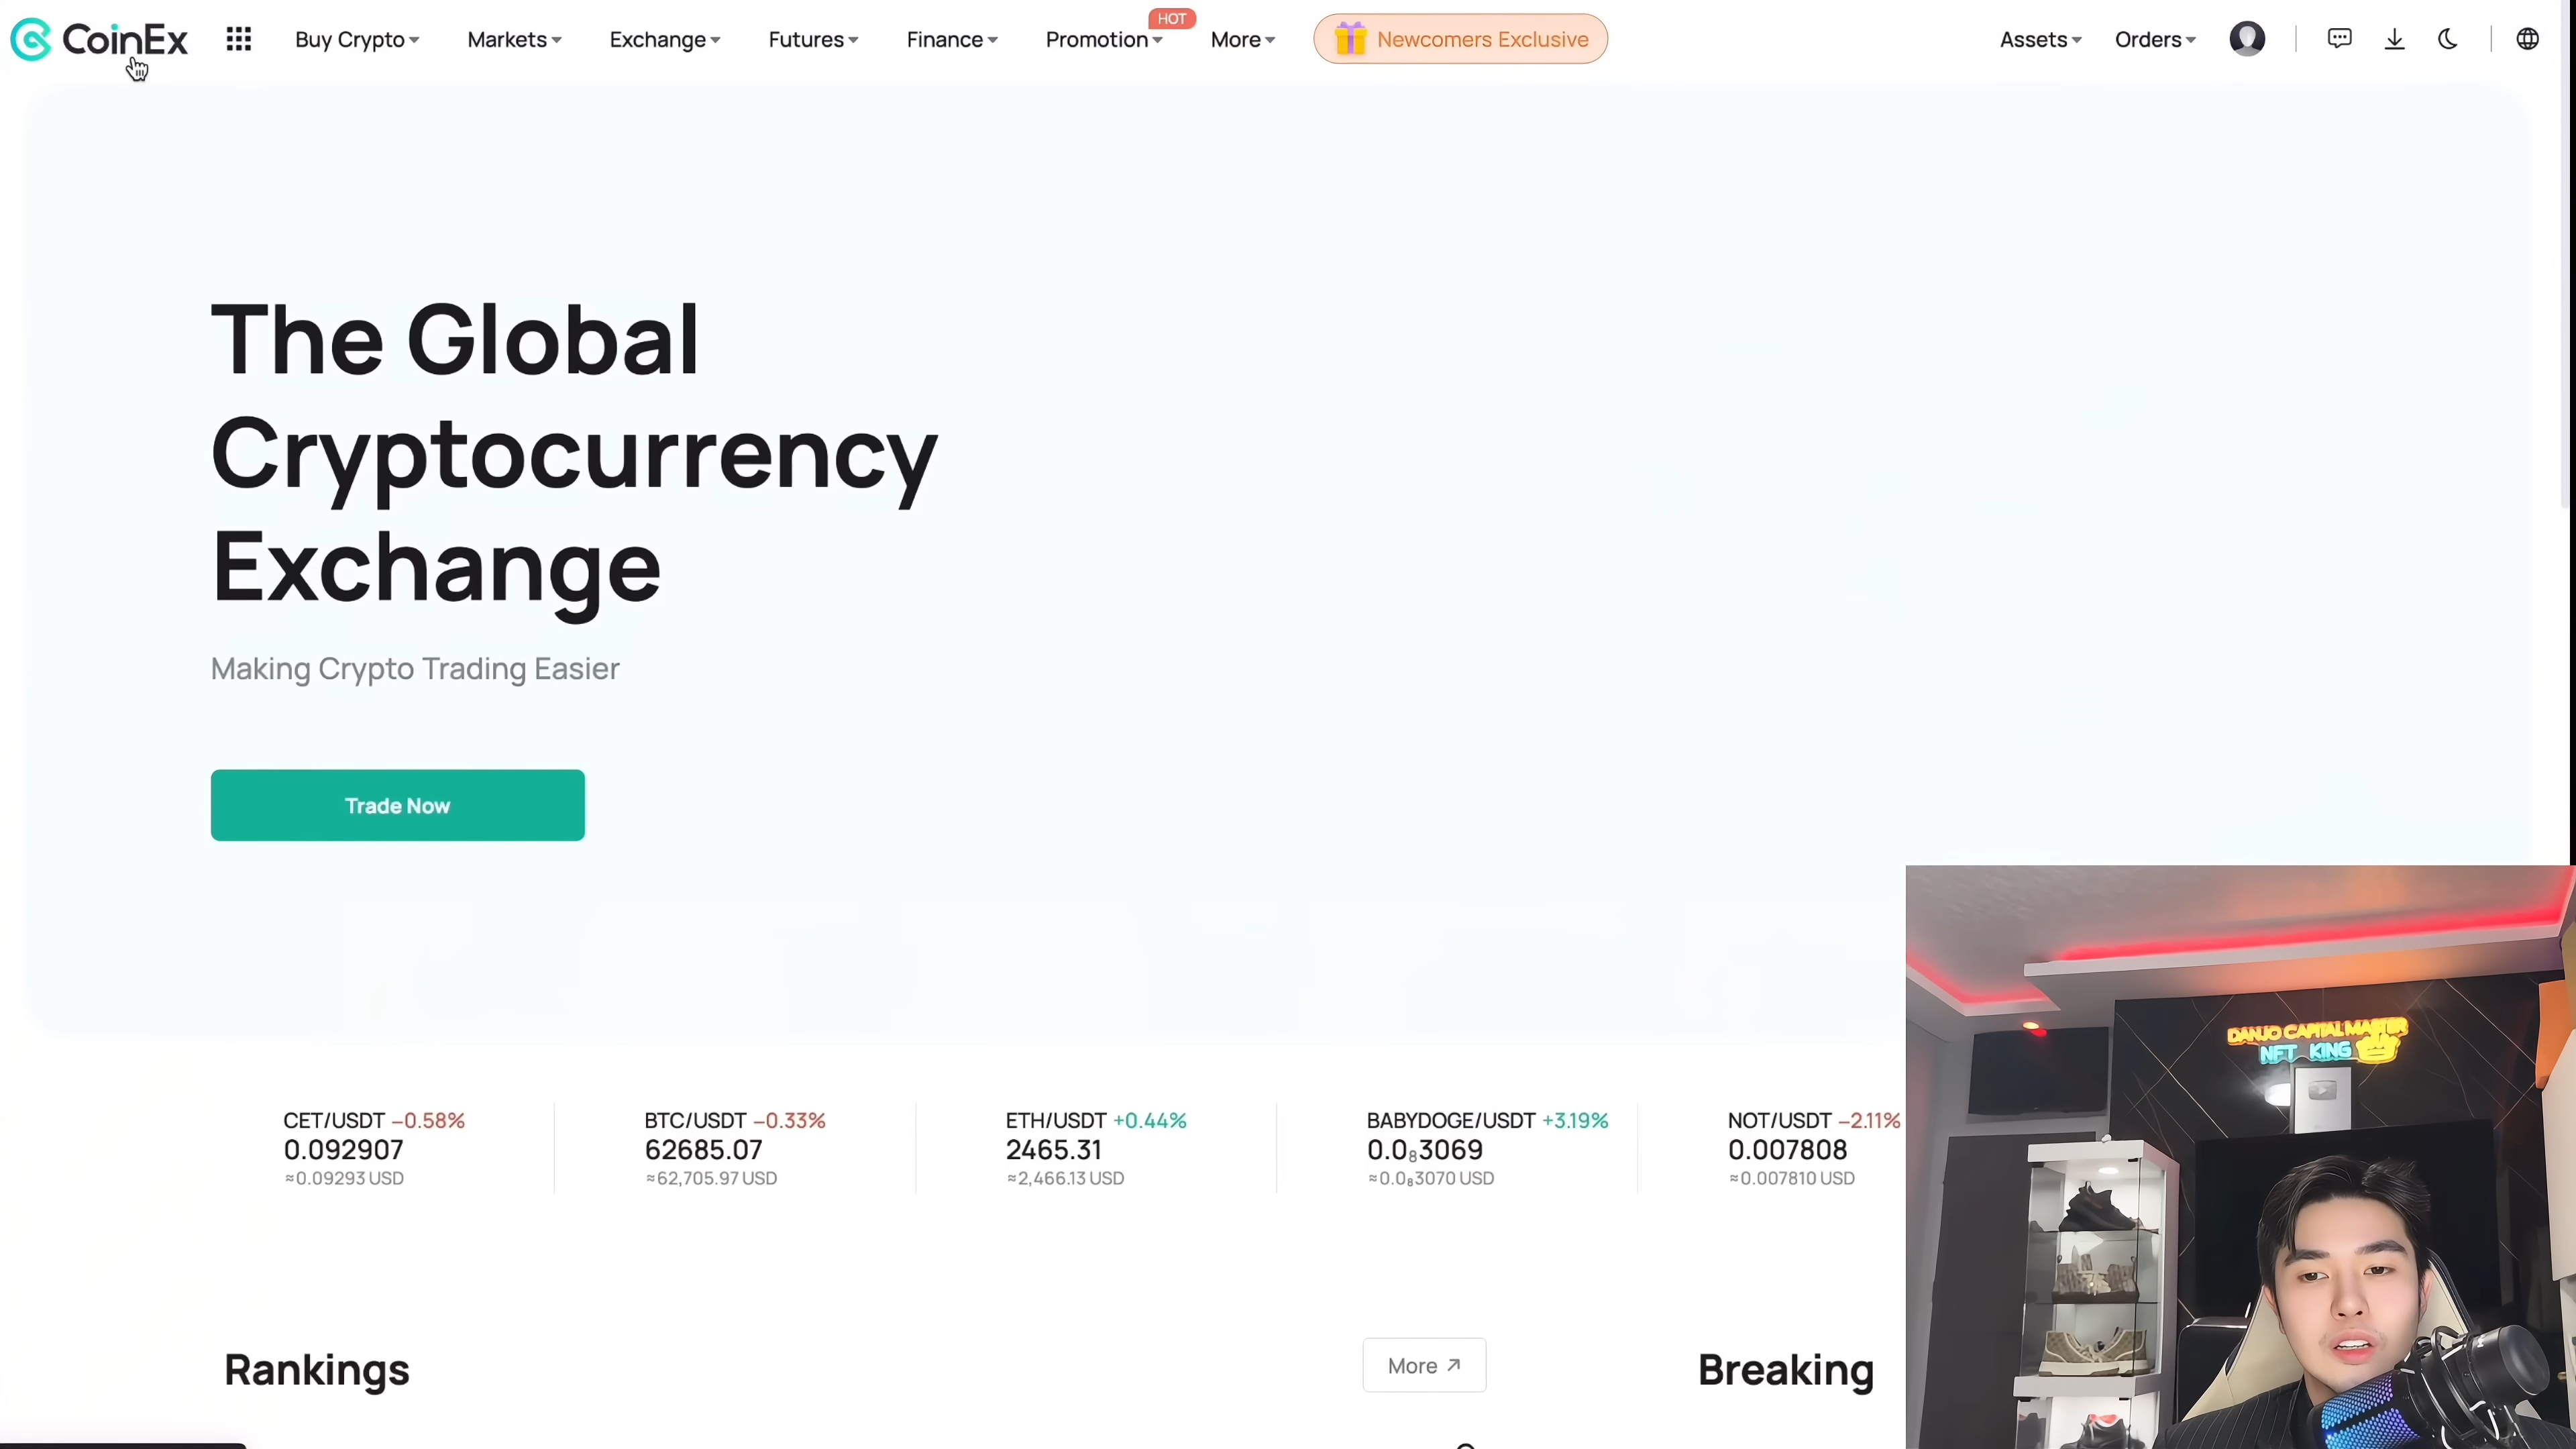 CoinEx
Buy Crypto
Markets
Exchange
Futures
Finance
Promotion
HOT
More
Newcomers Exclusive
Assets
Orders
The Global
Cryptocurrency
Exchange
Making Crypto Trading Easier
Trade Now
CET/USDT −0.58%
0.092907
≈0.09293 USD
BTC/USDT −0.33%
62685.07
≈62,705.97 USD
ETH/USDT +0.44%
2465.31
≈2,466.13 USD
BABYDOGE/USDT +3.19%
0.0₈3069
≈0.0₈3070 USD
NOT/USDT −2.11%
0.007808
≈0.007810 USD
Rankings
More
Breaking
DANJO CAPITAL MASTER
NFT KING